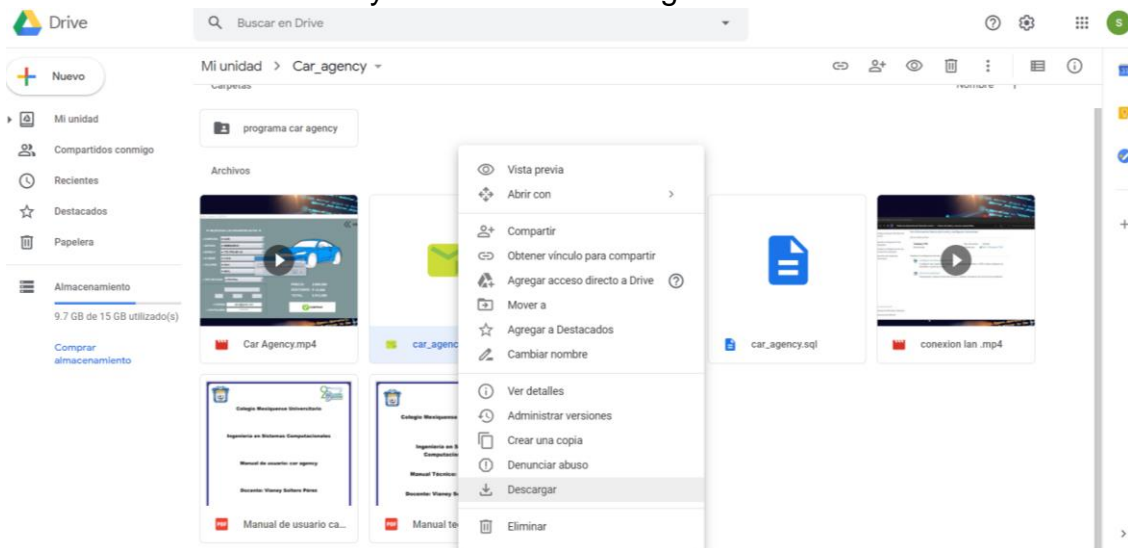 Drive
Buscar en Drive
S
Nuevo
Mi unidad > Car_agency
Carpetas
Nombre
Mi unidad
Compartidos conmigo
Recientes
Destacados
Papelera
Almacenamiento
9.7 GB de 15 GB utilizado(s)
Comprar
almacenamiento
programa car agency
Archivos
Car Agency.mp4
car_agenc
car_agency.sql
conexion lan .mp4
Colegio Mexiquense Universitario
Ingeniería en Sistemas Computacionales
Manual de usuario: car agency
Docente: Vianey Soltero Pérez
PDF
Manual de usuario ca...
Colegio Mexiquense
Ingeniería en S
Computacio
Manual Técnico:
Docente: Vianey S
PDF
Manual te
Vista previa
Abrir con
Compartir
Obtener vínculo para compartir
Agregar acceso directo a Drive
Mover a
Agregar a Destacados
Cambiar nombre
Ver detalles
Administrar versiones
Crear una copia
Denunciar abuso
Descargar
Eliminar